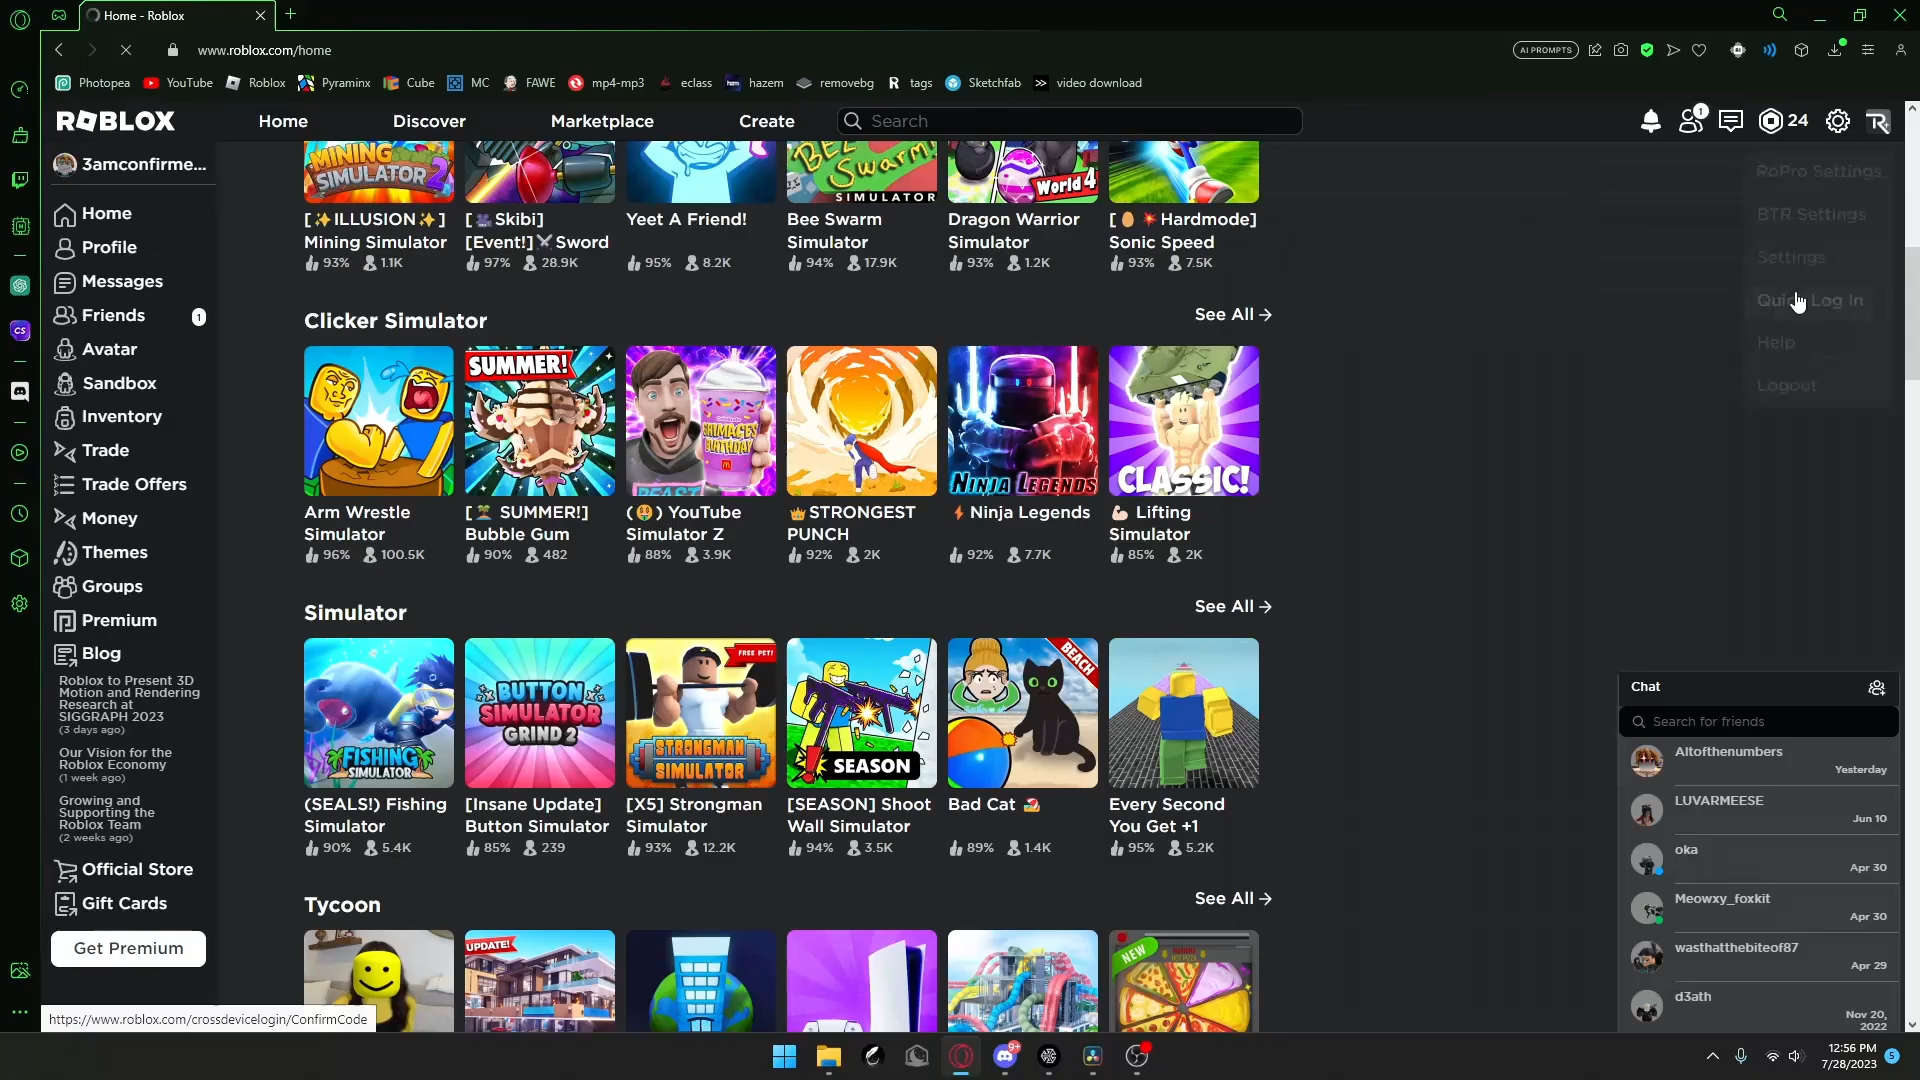 Home - Roblox
www.roblox.com/home
AI PROMPTS
Photopea
YouTube
Roblox
Pyraminx
Cube
MC
FAWE
mp4-mp3
eclass
hazem
removebg
tags
Sketchfab
video download
ROBLOX
Home
Discover
Marketplace
Create
Search
1
24
3amconfirme...
Home
Profile
Messages
Friends
1
Avatar
Sandbox
Inventory
Trade
Trade Offers
Money
Themes
Groups
Premium
Blog
Roblox to Present 3D
Motion and Rendering
Research at
SIGGRAPH 2023
(3 days ago)
Our Vision for the
Roblox Economy
(1 week ago)
Growing and
Supporting the
Roblox Team
(2 weeks ago)
Official Store
Gift Cards
Get Premium
https://www.roblox.com/crossdevicelogin/ConfirmCode
MINING
SIMULATOR 2
BEE
Swarm
SIMULATOR
World 4
[✨ILLUSION✨]
Mining Simulator
93% 1.1K
[Skibi]
[Event!]⚔Sword
97% 28.9K
Yeet A Friend!
95% 8.2K
Bee Swarm
Simulator
94% 17.9K
Dragon Warrior
Simulator
93% 1.2K
[🥚💥Hardmode]
Sonic Speed
93% 7.5K
Clicker Simulator
See All →
SUMMER!
GRIMACE'S
BIRTHDAY
BEAST
NINJA LEGENDS
CLASSIC!
Arm Wrestle
Simulator
96% 100.5K
[🏝 SUMMER!]
Bubble Gum
90% 482
(🤑) YouTube
Simulator Z
88% 3.9K
👑STRONGEST
PUNCH
92% 2K
⚡Ninja Legends
92% 7.7K
💪🏻 Lifting
Simulator
85% 2K
Simulator
See All →
FISHING
SIMULATOR
BUTTON
SIMULATOR
GRIND 2
FREE PET!
STRONGMAN
SIMULATOR
SEASON
BEACH
(SEALS!) Fishing
Simulator
90% 5.4K
[Insane Update]
Button Simulator
85% 239
[X5] Strongman
Simulator
93% 12.2K
[SEASON] Shoot
Wall Simulator
94% 3.5K
Bad Cat 🏖
89% 1.4K
Every Second
You Get +1
95% 5.2K
Tycoon
See All →
UPDATE!
NEW
RoPro Settings
BTR Settings
Settings
Quick Log In
Help
Logout
Chat
Search for friends
Altofthenumbers
Yesterday
LUVARMEESE
Jun 10
oka
Apr 30
Meowxy_foxkit
Apr 30
wasthatthebiteof87
Apr 29
d3ath
Nov 20,
2022
9+
12:56 PM
7/28/2023
5